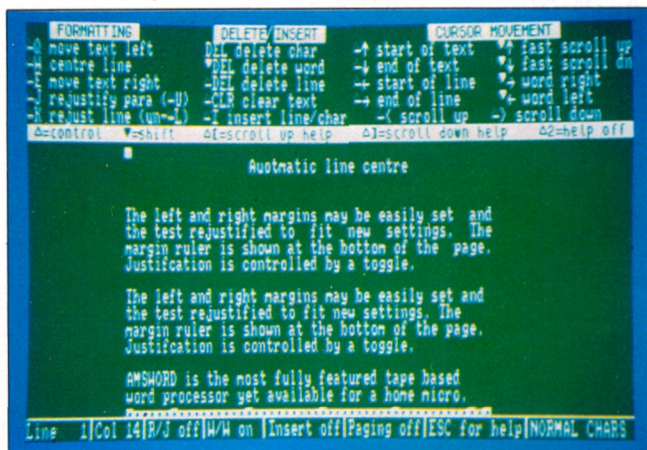 FORMATTING DELETE/INSERT CURSOR MOVEMENT
move text left DEL delete char -↑ start of text ▼↑ fast scroll up
centre line ▼DEL delete word -↓ end of text ▼↓ fast scroll dn
move text right -DEL delete line start of line word right
-J rejustify para (-U) -CLR clear text end of line word left
-R rejust line (un--L) -I insert line/char -< scroll up -> scroll down
△=control ▼=shift △[=scroll up help △]=scroll down help △2=help off
Auotmatic line centre
The left and right margins may be easily set and
the test rejustified to fit new settings. The
margin ruler is shown at the bottom of the page.
Justifcation is controlled by a toggle.
The left and right margins may be easily set and
the test rejustified to fit new settings. The
margin ruler is shown at the bottom of the page.
Justifcation is controlled by a toggle.
AMSWORD is the most fully featured tape based
word processor yet available for a home micro.
Line 1 Col 14 R/J off W/W on Insert off Paging off ESC for help NORMAL CHARS